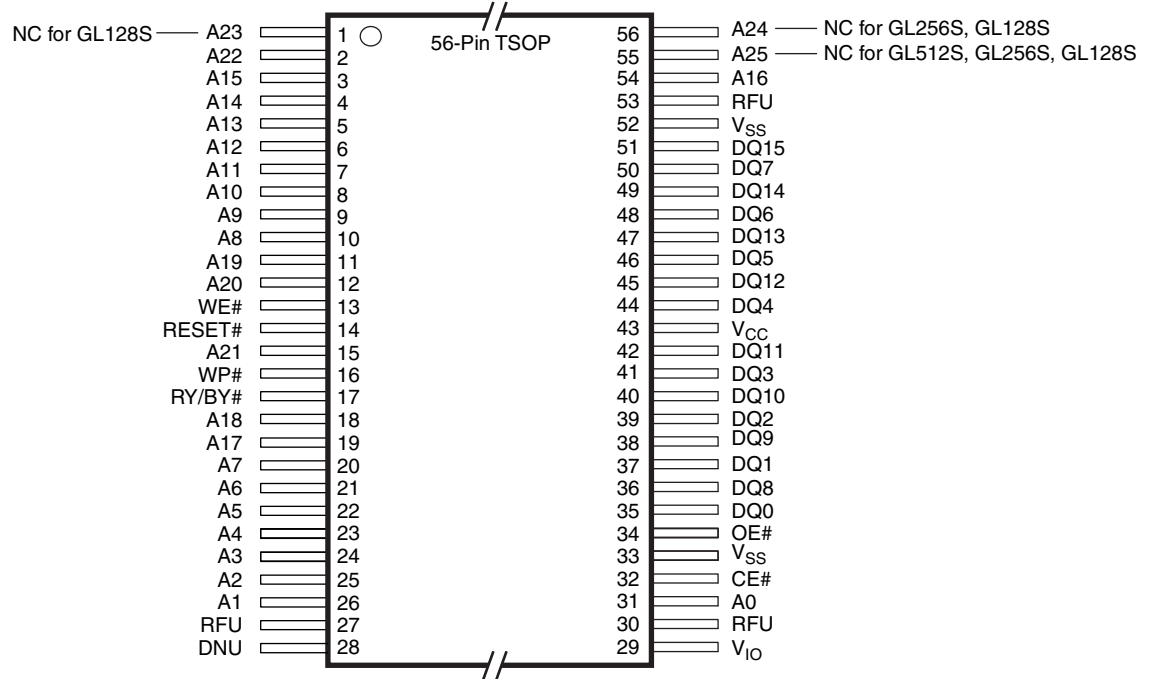 NC for GL128S A23 1 56-Pin TSOP 56 A24 NC for GL256S, GL128S
A22 2 55 A25 NC for GL512S, GL256S, GL128S
A15 3 54 A16
A14 4 53 RFU
A13 5 52 VSS
A12 6 51 DQ15
A11 7 50 DQ7
A10 8 49 DQ14
A9 9 48 DQ6
A8 10 47 DQ13
A19 11 46 DQ5
A20 12 45 DQ12
WE# 13 44 DQ4
RESET# 14 43 VCC
A21 15 42 DQ11
WP# 16 41 DQ3
RY/BY# 17 40 DQ10
A18 18 39 DQ2
A17 19 38 DQ9
A7 20 37 DQ1
A6 21 36 DQ8
A5 22 35 DQ0
A4 23 34 OE#
A3 24 33 VSS
A2 25 32 CE#
A1 26 31 A0
RFU 27 30 RFU
DNU 28 29 VIO